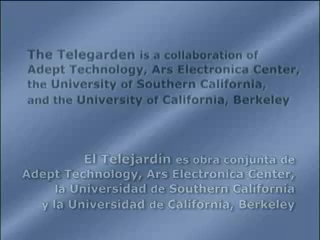 The Telegarden is a collaboration of
Adept Technology, Ars Electronica Center,
the University of Southern California,
and the University of California, Berkeley
El Telejardín es obra conjunta de
Adept Technology, Ars Electronica Center,
la Universidad de Southern California
y la Universidad de California, Berkeley